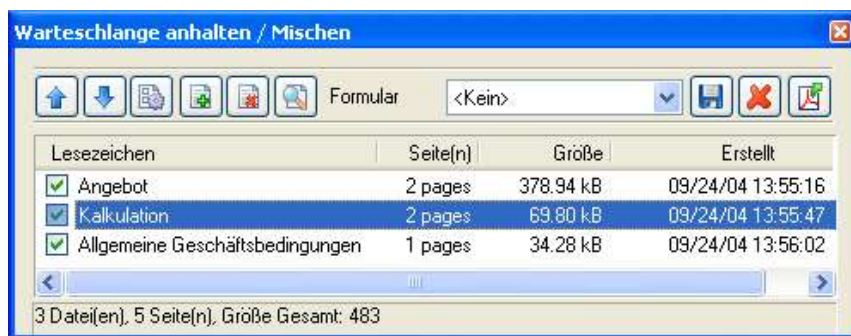 Warteschlange anhalten / Mischen
Formular <Kein>
Lesezeichen Seite(n) Größe Erstellt
Angebot 2 pages 378.94 kB 09/24/04 13:55:16
Kalkulation 2 pages 69.80 kB 09/24/04 13:55:47
Allgemeine Geschäftsbedingungen 1 pages 34.28 kB 09/24/04 13:56:02
3 Datei(en), 5 Seite(n), Größe Gesamt: 483